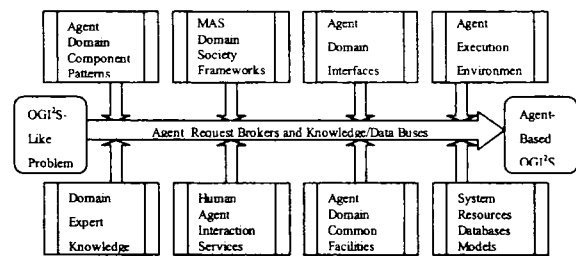 Agent
Domain
Component
Patterns
MAS
Domain
Society
Frameworks
Agent
Domain
Interfaces
Agent
Execution
Environmen
OGI²S-
Like
Problem
Agent Request Brokers and Knowledge/Data Buses
Agent-
Based
OGI²S
Domain
Expert
Knowledge
Human
Agent
Interaction
Services
Agent
Domain
Common
Facilities
System
Resources
Databases
Models